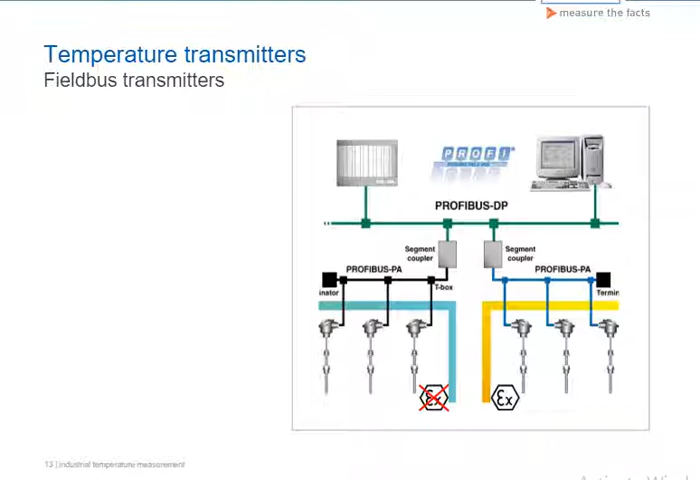 measure the facts
Temperature transmitters
Fieldbus transmitters
PROFI
PROFIBUS-DP
Segment
coupler
Segment
coupler
PROFIBUS-PA
PROFIBUS-PA
inator
T-box
Termin
Ex
Ex
13 | industrial temperature measurement